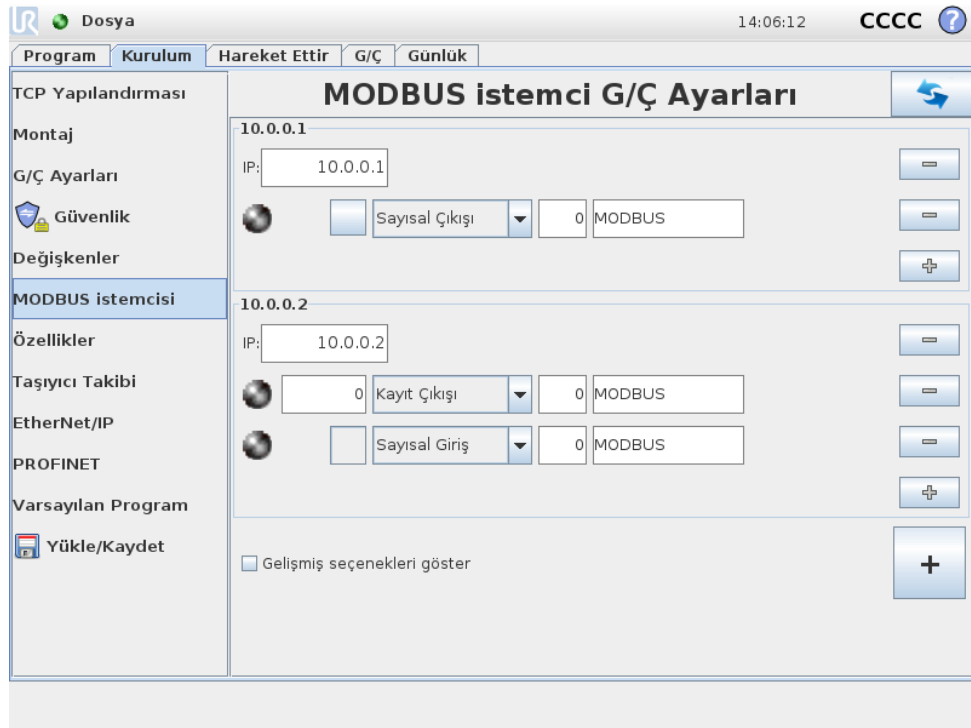 UR Dosya 14:06:12 CCCC ?
Program Kurulum Hareket Ettir G/Ç Günlük
TCP Yapılandırması
Montaj
G/Ç Ayarları
Güvenlik
Değişkenler
MODBUS istemcisi
Özellikler
Taşıyıcı Takibi
EtherNet/IP
PROFINET
Varsayılan Program
Yükle/Kaydet
MODBUS istemci G/Ç Ayarları
10.0.0.1
IP: 10.0.0.1
Sayısal Çıkışı 0 MODBUS
10.0.0.2
IP: 10.0.0.2
0 Kayıt Çıkışı 0 MODBUS
Sayısal Giriş 0 MODBUS
Gelişmiş seçenekleri göster
+